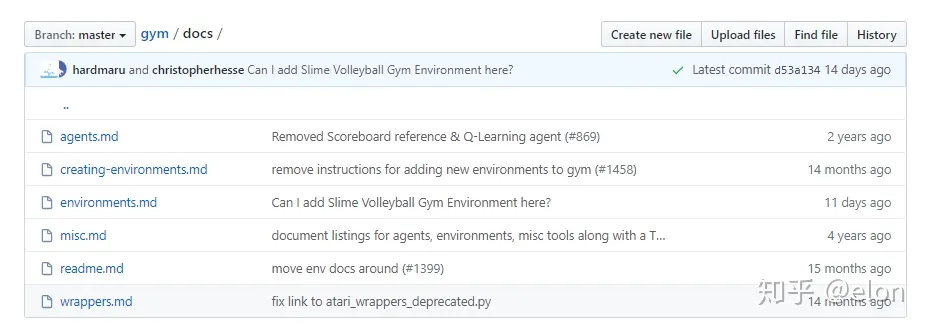 Branch: master gym / docs / Create new file Upload files Find file History
hardmaru and christopherhesse Can I add Slime Volleyball Gym Environment here? Latest commit d53a134 14 days ago
..
agents.md Removed Scoreboard reference & Q-Learning agent (#869) 2 years ago
creating-environments.md remove instructions for adding new environments to gym (#1458) 14 months ago
environments.md Can I add Slime Volleyball Gym Environment here? 11 days ago
misc.md document listings for agents, environments, misc tools along with a T... 4 years ago
readme.md move env docs around (#1399) 15 months ago
wrappers.md fix link to atari_wrappers_deprecated.py 14 months ago
知乎 @elon